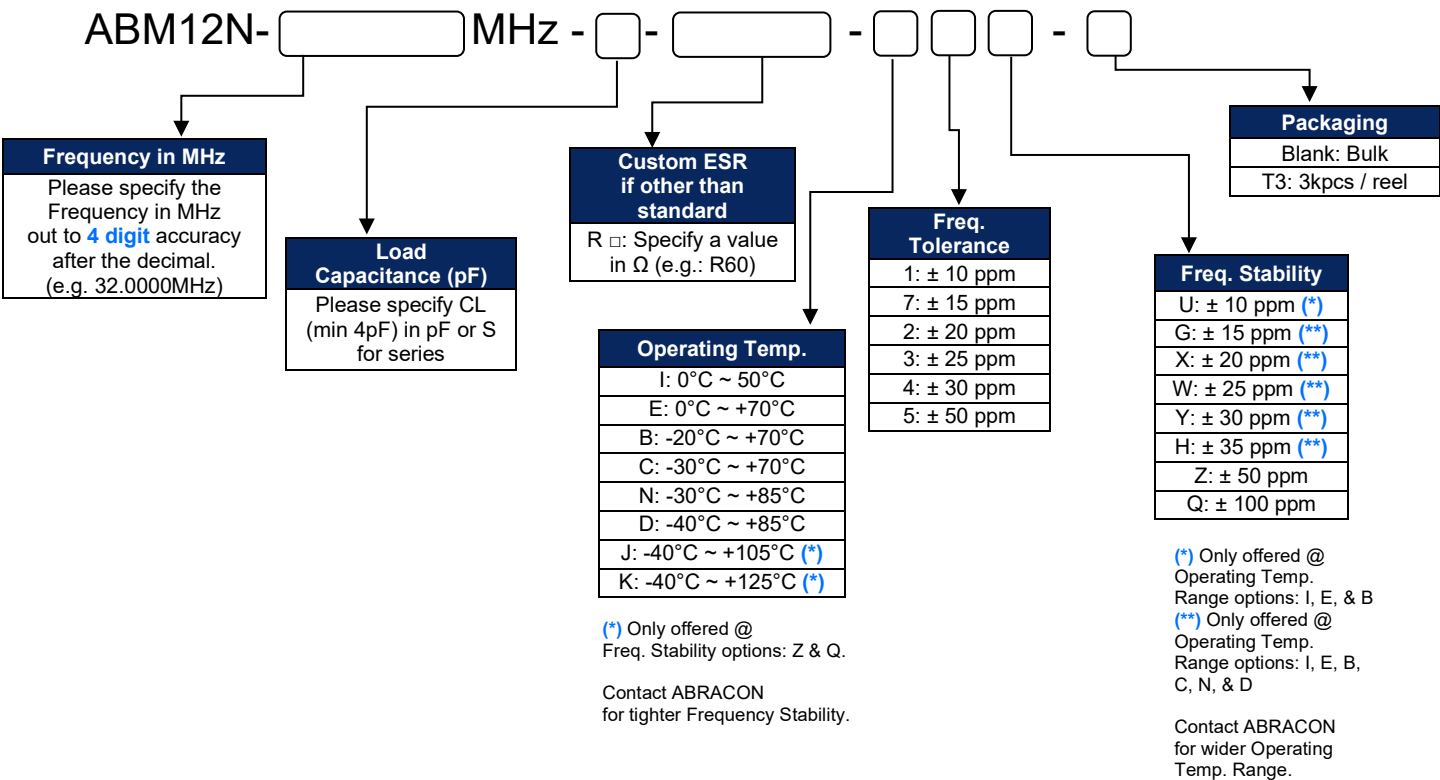 ABM12N- MHz - - - -
Frequency in MHz
Please specify the
Frequency in MHz
out to 4 digit accuracy
after the decimal.
(e.g. 32.0000MHz)
Load
Capacitance (pF)
Please specify CL
(min 4pF) in pF or S
for series
Custom ESR
if other than
standard
R □: Specify a value
in Ω (e.g.: R60)
Operating Temp.
I: 0°C ~ 50°C
E: 0°C ~ +70°C
B: -20°C ~ +70°C
C: -30°C ~ +70°C
N: -30°C ~ +85°C
D: -40°C ~ +85°C
J: -40°C ~ +105°C (*)
K: -40°C ~ +125°C (*)
(*) Only offered @
Freq. Stability options: Z & Q.
Contact ABRACON
for tighter Frequency Stability.
Freq.
Tolerance
1: ± 10 ppm
7: ± 15 ppm
2: ± 20 ppm
3: ± 25 ppm
4: ± 30 ppm
5: ± 50 ppm
Freq. Stability
U: ± 10 ppm (*)
G: ± 15 ppm (**)
X: ± 20 ppm (**)
W: ± 25 ppm (**)
Y: ± 30 ppm (**)
H: ± 35 ppm (**)
Z: ± 50 ppm
Q: ± 100 ppm
(*) Only offered @
Operating Temp.
Range options: I, E, & B
(**) Only offered @
Operating Temp.
Range options: I, E, B,
C, N, & D
Contact ABRACON
for wider Operating
Temp. Range.
Packaging
Blank: Bulk
T3: 3kpcs / reel